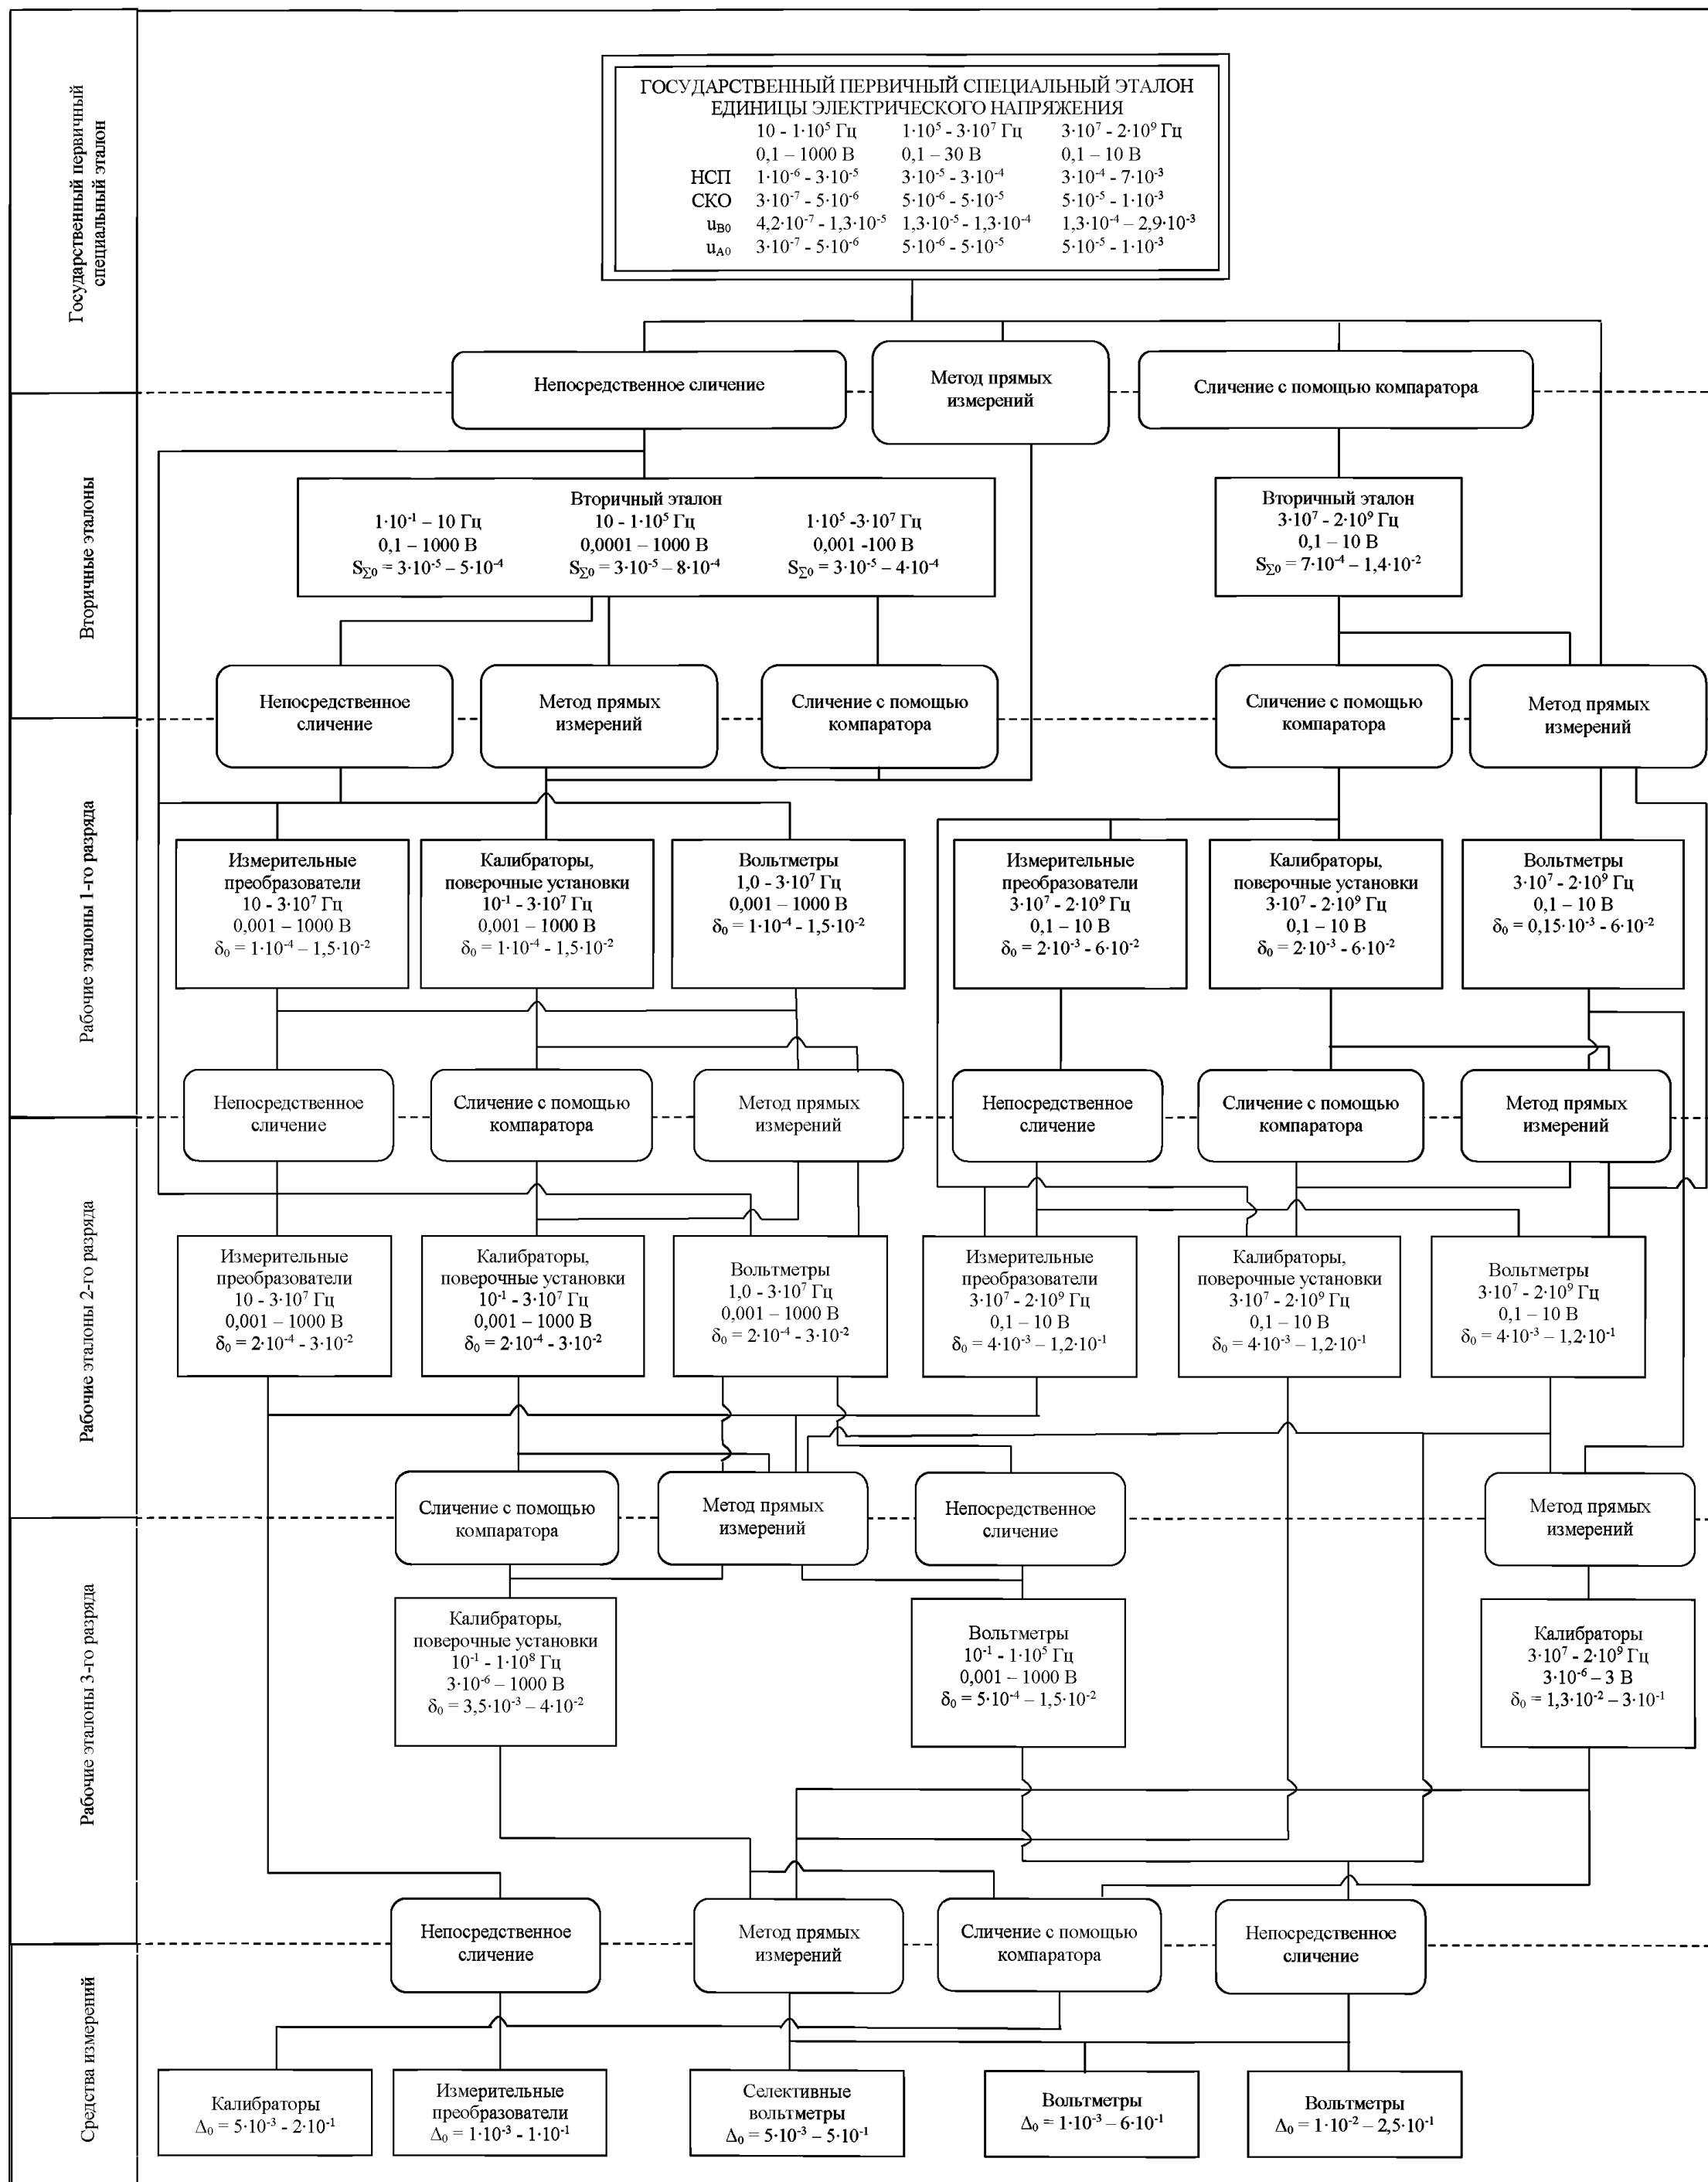 Государственный первичный
специальный эталон
ГОСУДАРСТВЕННЫЙ ПЕРВИЧНЫЙ СПЕЦИАЛЬНЫЙ ЭТАЛОН
ЕДИНИЦЫ ЭЛЕКТРИЧЕСКОГО НАПРЯЖЕНИЯ
10 - 1·10⁵ Гц 1·10⁵ - 3·10⁷ Гц 3·10⁷ - 2·10⁹ Гц
0,1 – 1000 В 0,1 – 30 В 0,1 – 10 В
НСП 1·10⁻⁶ - 3·10⁻⁵ 3·10⁻⁵ - 3·10⁻⁴ 3·10⁻⁴ - 7·10⁻³
СКО 3·10⁻⁷ - 5·10⁻⁶ 5·10⁻⁶ - 5·10⁻⁵ 5·10⁻⁵ - 1·10⁻³
u_B0 4,2·10⁻⁷ - 1,3·10⁻⁵ 1,3·10⁻⁵ - 1,3·10⁻⁴ 1,3·10⁻⁴ – 2,9·10⁻³
u_A0 3·10⁻⁷ - 5·10⁻⁶ 5·10⁻⁶ - 5·10⁻⁵ 5·10⁻⁵ - 1·10⁻³
Непосредственное сличение
Метод прямых
измерений
Сличение с помощью компаратора
Вторичные эталоны
Вторичный эталон
1·10⁻¹ – 10 Гц 10 - 1·10⁵ Гц 1·10⁵ -3·10⁷ Гц
0,1 – 1000 В 0,0001 – 1000 В 0,001 -100 В
S_Σ0 = 3·10⁻⁵ – 5·10⁻⁴ S_Σ0 = 3·10⁻⁵ – 8·10⁻⁴ S_Σ0 = 3·10⁻⁵ – 4·10⁻⁴
Вторичный эталон
3·10⁷ - 2·10⁹ Гц
0,1 – 10 В
S_Σ0 = 7·10⁻⁴ – 1,4·10⁻²
Непосредственное
сличение
Метод прямых
измерений
Сличение с помощью
компаратора
Сличение с помощью
компаратора
Метод прямых
измерений
Рабочие эталоны 1-го разряда
Измерительные
преобразователи
10 - 3·10⁷ Гц
0,001 – 1000 В
δ₀ = 1·10⁻⁴ – 1,5·10⁻²
Калибраторы,
поверочные установки
10⁻¹ - 3·10⁷ Гц
0,001 – 1000 В
δ₀ = 1·10⁻⁴ - 1,5·10⁻²
Вольтметры
1,0 - 3·10⁷ Гц
0,001 – 1000 В
δ₀ = 1·10⁻⁴ - 1,5·10⁻²
Измерительные
преобразователи
3·10⁷ - 2·10⁹ Гц
0,1 – 10 В
δ₀ = 2·10⁻³ - 6·10⁻²
Калибраторы,
поверочные установки
3·10⁷ - 2·10⁹ Гц
0,1 – 10 В
δ₀ = 2·10⁻³ - 6·10⁻²
Вольтметры
3·10⁷ - 2·10⁹ Гц
0,1 – 10 В
δ₀ = 0,15·10⁻³ - 6·10⁻²
Непосредственное
сличение
Сличение с помощью
компаратора
Метод прямых
измерений
Непосредственное
сличение
Сличение с помощью
компаратора
Метод прямых
измерений
Рабочие эталоны 2-го разряда
Измерительные
преобразователи
10 - 3·10⁷ Гц
0,001 – 1000 В
δ₀ = 2·10⁻⁴ - 3·10⁻²
Калибраторы,
поверочные установки
10⁻¹ - 3·10⁷ Гц
0,001 – 1000 В
δ₀ = 2·10⁻⁴ - 3·10⁻²
Вольтметры
1,0 - 3·10⁷ Гц
0,001 – 1000 В
δ₀ = 2·10⁻⁴ - 3·10⁻²
Измерительные
преобразователи
3·10⁷ - 2·10⁹ Гц
0,1 – 10 В
δ₀ = 4·10⁻³ – 1,2·10⁻¹
Калибраторы,
поверочные установки
3·10⁷ - 2·10⁹ Гц
0,1 – 10 В
δ₀ = 4·10⁻³ – 1,2·10⁻¹
Вольтметры
3·10⁷ - 2·10⁹ Гц
0,1 – 10 В
δ₀ = 4·10⁻³ – 1,2·10⁻¹
Сличение с помощью
компаратора
Метод прямых
измерений
Непосредственное
сличение
Метод прямых
измерений
Рабочие эталоны 3-го разряда
Калибраторы,
поверочные установки
10⁻¹ - 1·10⁸ Гц
3·10⁻⁶ – 1000 В
δ₀ = 3,5·10⁻³ – 4·10⁻²
Вольтметры
10⁻¹ - 1·10⁵ Гц
0,001 – 1000 В
δ₀ = 5·10⁻⁴ – 1,5·10⁻²
Калибраторы
3·10⁷ - 2·10⁹ Гц
3·10⁻⁶ – 3 В
δ₀ = 1,3·10⁻² – 3·10⁻¹
Непосредственное
сличение
Метод прямых
измерений
Сличение с помощью
компаратора
Непосредственное
сличение
Средства измерений
Калибраторы
Δ₀ = 5·10⁻³ - 2·10⁻¹
Измерительные
преобразователи
Δ₀ = 1·10⁻³ - 1·10⁻¹
Селективные
вольтметры
Δ₀ = 5·10⁻³ – 5·10⁻¹
Вольтметры
Δ₀ = 1·10⁻³ – 6·10⁻¹
Вольтметры
Δ₀ = 1·10⁻² – 2,5·10⁻¹